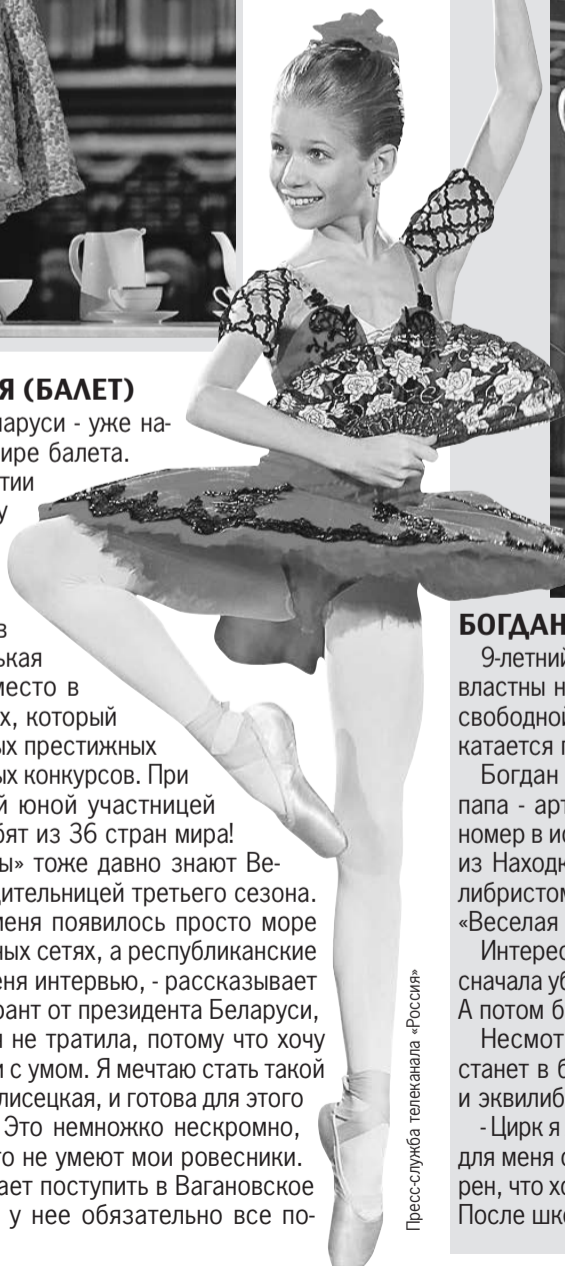 Я (БАЛЕТ)
ларуси - уже на-
ире балета.
тии
у
в
ькая
место в
х, который
ых престижных
ых конкурсов. При
й юной участницей
бят из 36 стран мира!
ы» тоже давно знают Ве-
дительницей третьего сезона.
меня появилось просто море
ных сетях, а республиканские
еня интервью, - рассказывает
рант от президента Беларуси,
и не тратила, потому что хочу
и с умом. Я мечтаю стать такой
лисецкая, и готова для этого
Это немножко нескромно,
то не умеют мои ровесники.
ает поступить в Вагановское
у нее обязательно все по-
Пресс-служба телеканала «Россия»
БОГДАН
9-летний
властны н
свободной
катается п
Богдан
папа - арт
номер в ис
из Находк
либристом
«Веселая
Интерес
сначала уб
А потом б
Несмот
станет в б
и эквилиб
- Цирк я
для меня с
рен, что хо
После шко